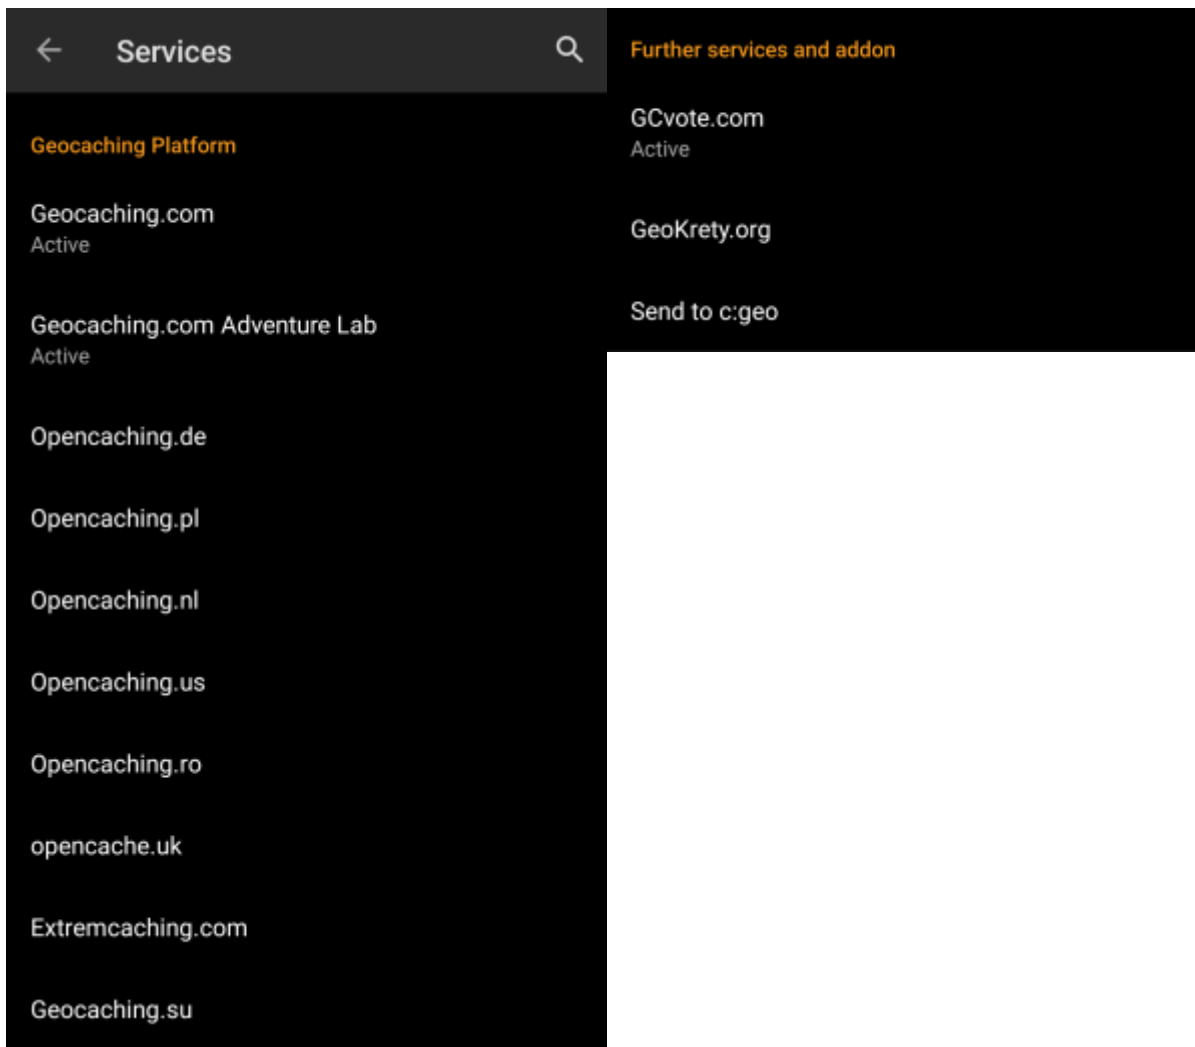 Services
Geocaching Platform
Geocaching.com
Active
Geocaching.com Adventure Lab
Active
Opencaching.de
Opencaching.pl
Opencaching.nl
Opencaching.us
Opencaching.ro
opencache.uk
Extremcaching.com
Geocaching.su
Further services and addon
GCvote.com
Active
GeoKrety.org
Send to c:geo